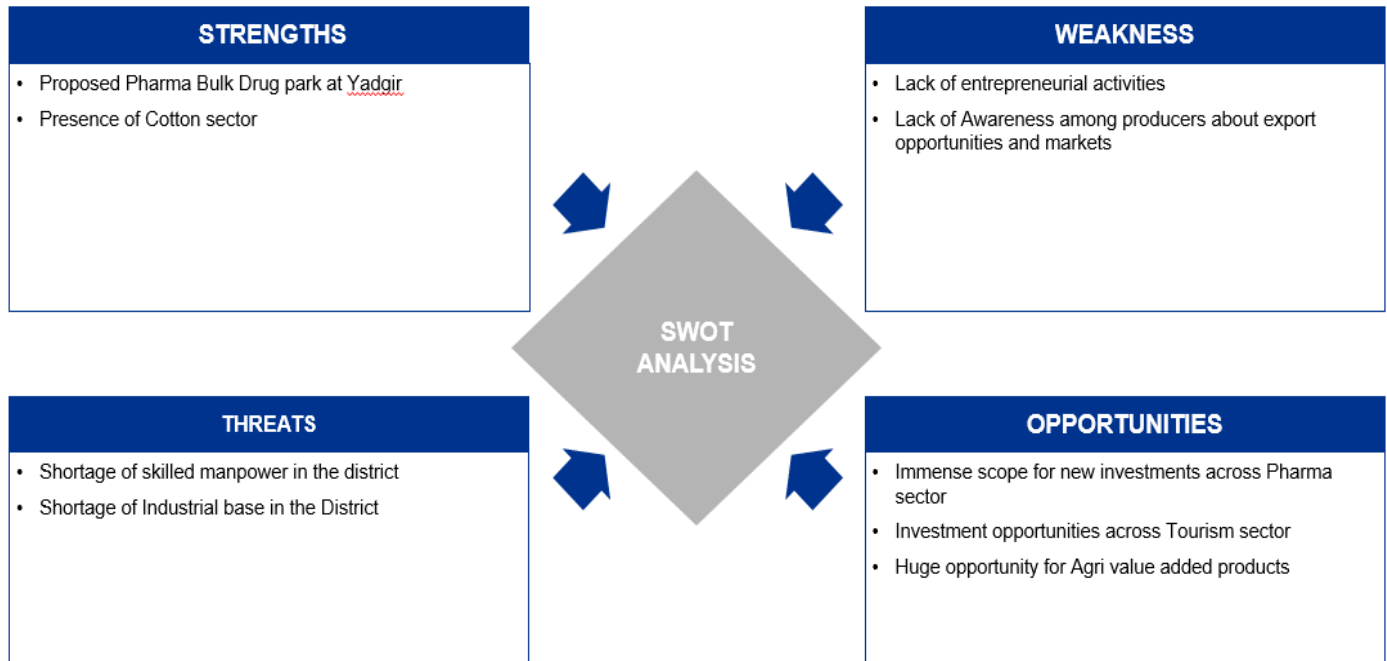 STRENGTHS
• Proposed Pharma Bulk Drug park at Yadgir
• Presence of Cotton sector
WEAKNESS
• Lack of entrepreneurial activities
• Lack of Awareness among producers about export
opportunities and markets
SWOT
ANALYSIS
THREATS
• Shortage of skilled manpower in the district
• Shortage of Industrial base in the District
OPPORTUNITIES
• Immense scope for new investments across Pharma
sector
• Investment opportunities across Tourism sector
• Huge opportunity for Agri value added products